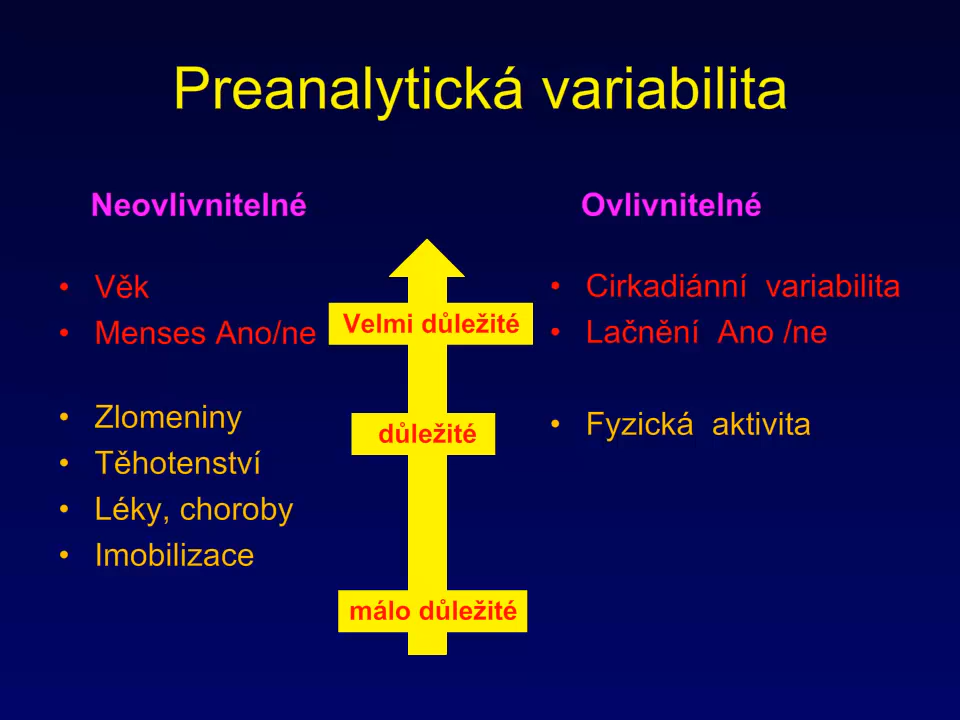 Preanalytická variabilita
Neovlivnitelné
• Věk
• Menses Ano/ne
• Zlomeniny
• Těhotenství
• Léky, choroby
• Imobilizace
Velmi důležité
důležité
málo důležité
Ovlivnitelné
• Cirkadiánní variabilita
• Lačnění Ano /ne
• Fyzická aktivita